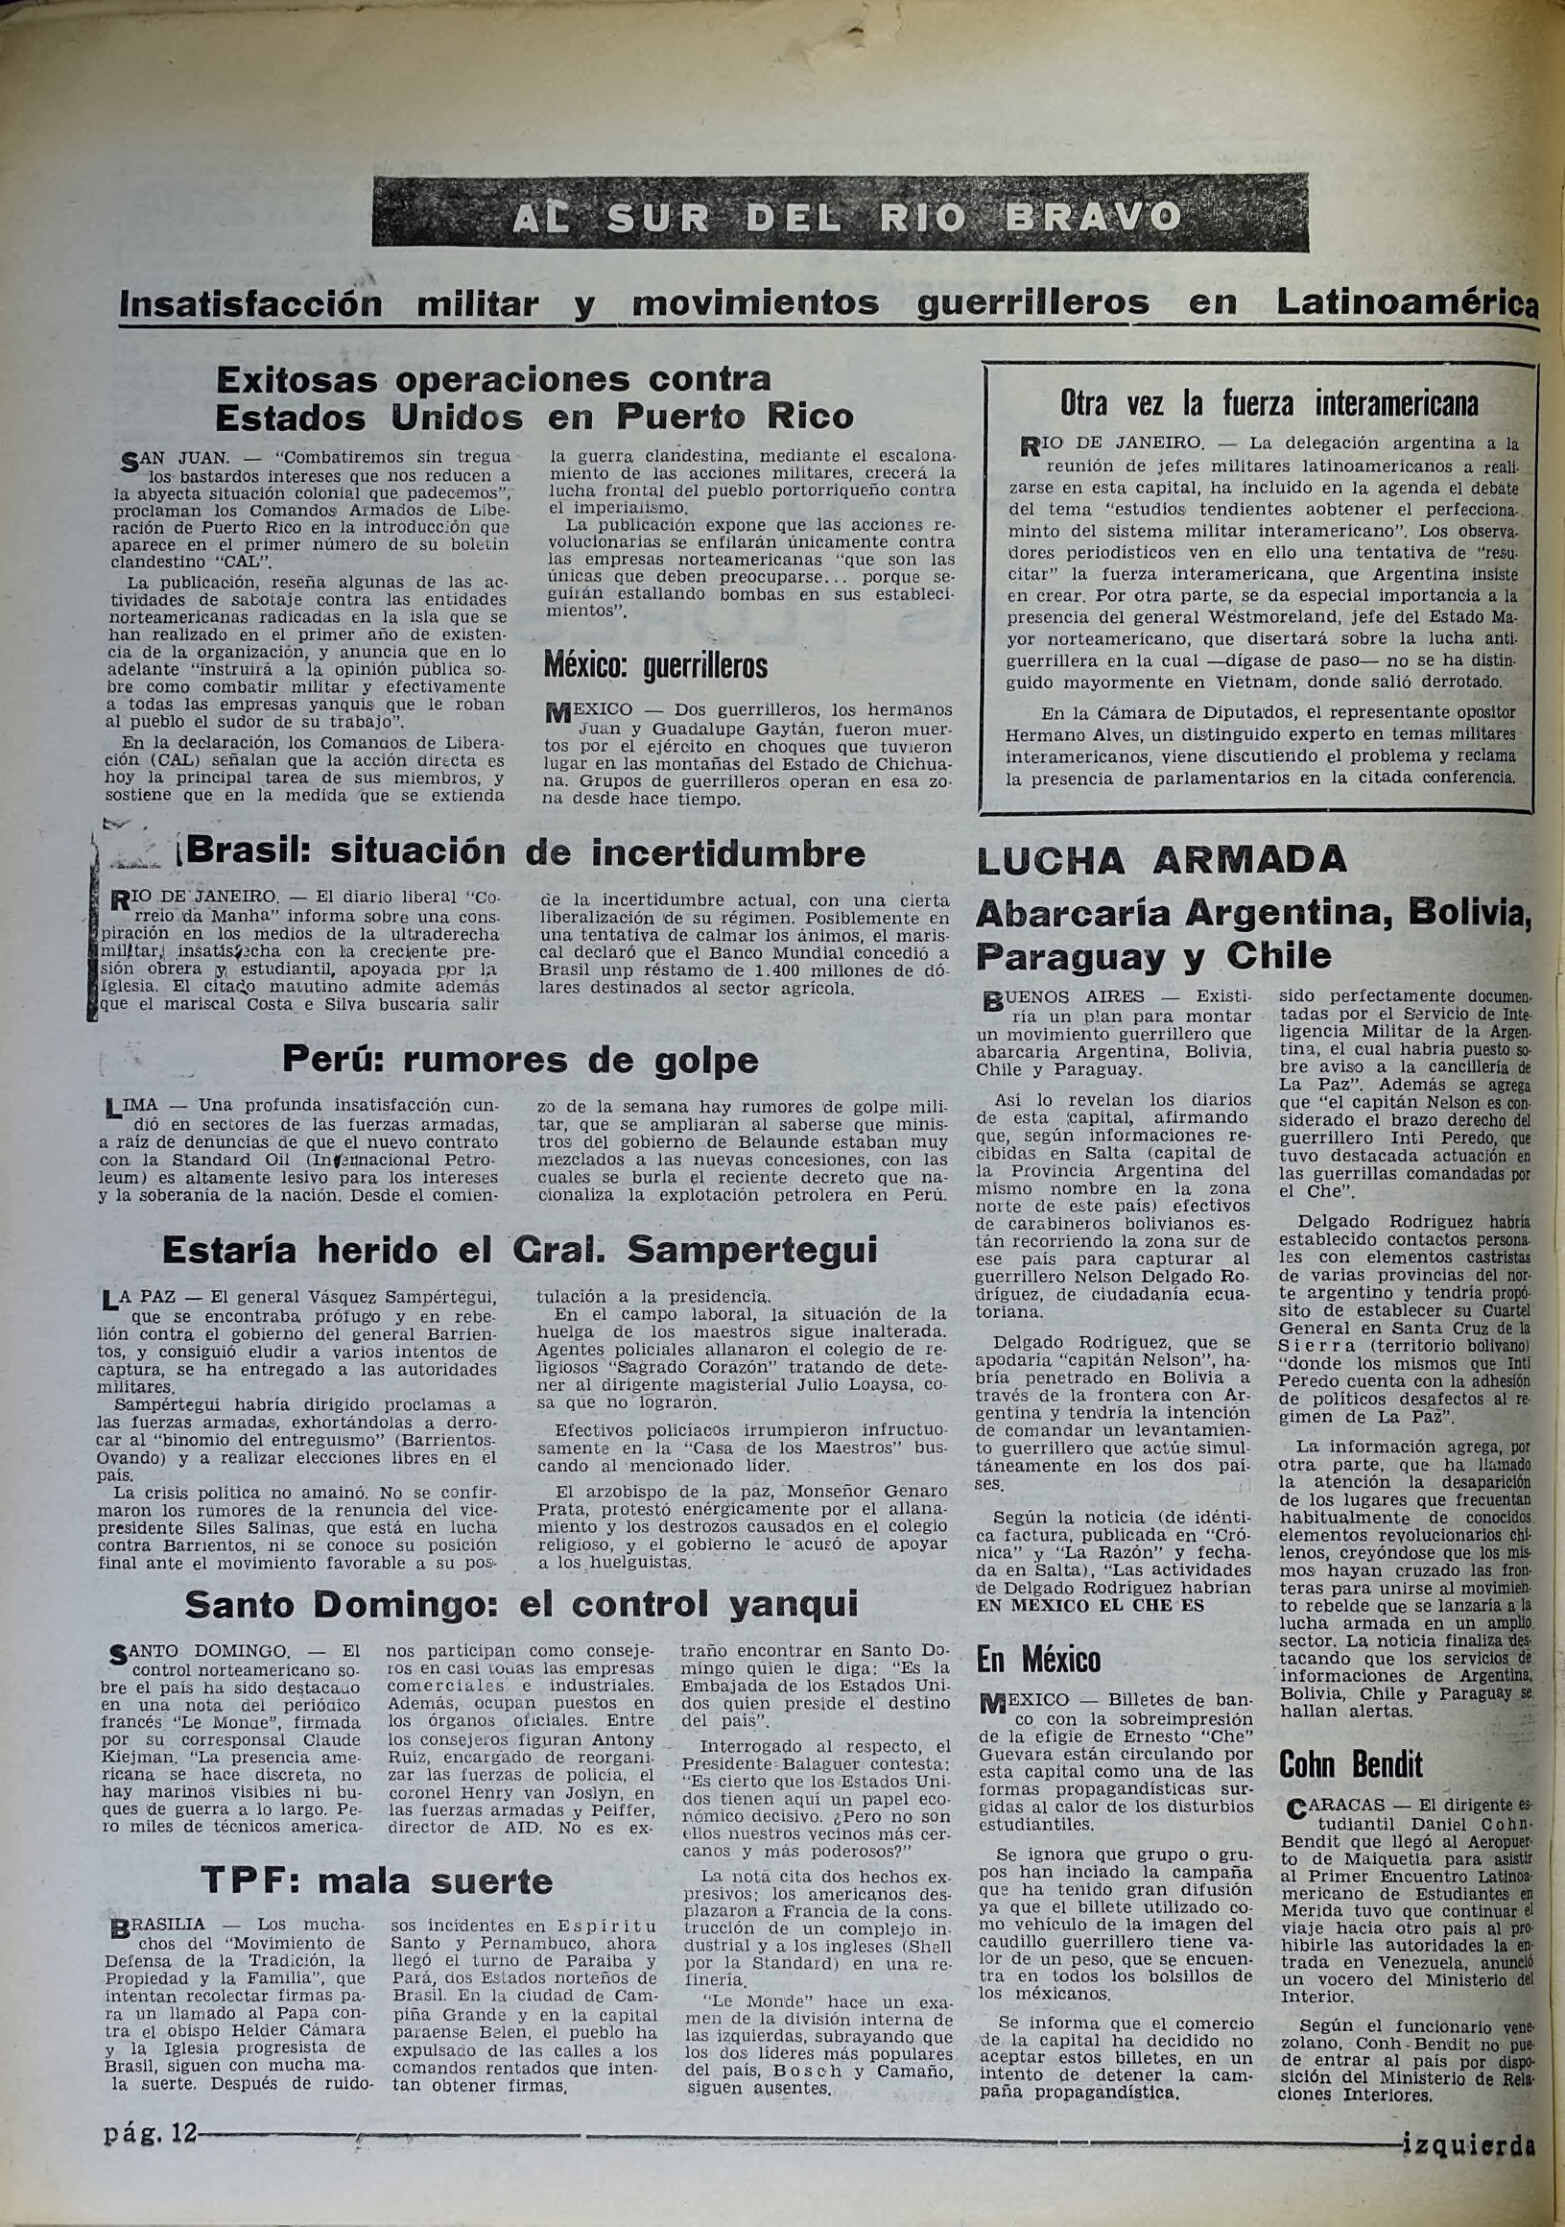 AL SUR DEL RIO BRAVO
Insatisfacción militar y movimientos guerrilleros en Latinoamérica
Exitosas operaciones contra
Estados Unidos en Puerto Rico
SAN JUAN. — "Combatiremos sin tregua
los bastardos intereses que nos reducen a
la abyecta situación colonial que padecemos",
proclaman los Comandos Armados de Libe-
ración de Puerto Rico en la introducción que
aparece en el primer número de su boletin
clandestino "CAL".
La publicación, reseña algunas de las ac-
tividades de sabotaje contra las entidades
norteamericanas radicadas en la isla que se
han realizado en el primer año de existen-
cia de la organización, y anuncia que en lo
adelante "instruirá a la opinión pública so-
bre como combatir militar y efectivamente
a todas las empresas yanquis que le roban
al pueblo el sudor de su trabajo".
En la declaración, los Comandos de Libera-
ción (CAL) señalan que la acción directa es
hoy la principal tarea de sus miembros, y
sostiene que en la medida que se extienda
la guerra clandestina, mediante el escalona-
miento de las acciones militares, crecerá la
lucha frontal del pueblo portorriqueño contra
el imperialismo.
La publicación expone que las acciones re-
volucionarias se enfilarán únicamente contra
las empresas norteamericanas "que son las
únicas que deben preocuparse... porque se-
guirán estallando bombas en sus estableci-
mientos".
México: guerrilleros
MEXICO — Dos guerrilleros, los hermanos
Juan y Guadalupe Gaytán, fueron muer-
tos por el ejército en choques que tuvieron
lugar en las montañas del Estado de Chichua-
na. Grupos de guerrilleros operan en esa zo-
na desde hace tiempo.
Otra vez la fuerza interamericana
RIO DE JANEIRO. — La delegación argentina a la
reunión de jefes militares latinoamericanos a reali-
zarse en esta capital, ha incluido en la agenda el debate
del tema "estudios tendientes aobtener el perfecciona-
minto del sistema militar interamericano". Los observa-
dores periodísticos ven en ello una tentativa de "resu-
citar" la fuerza interamericana, que Argentina insiste
en crear. Por otra parte, se da especial importancia a la
presencia del general Westmoreland, jefe del Estado Ma-
yor norteamericano, que disertará sobre la lucha anti-
guerrillera en la cual —dígase de paso— no se ha distin-
guido mayormente en Vietnam, donde salió derrotado.
En la Cámara de Diputados, el representante opositor
Hermano Alves, un distinguido experto en temas militares
interamericanos, viene discutiendo el problema y reclama
la presencia de parlamentarios en la citada conferencia.
¡Brasil: situación de incertidumbre
RIO DE JANEIRO. — El diario liberal "Co-
rreio da Manha" informa sobre una cons-
piración en los medios de la ultraderecha
militar, insatisfecha con la creciente pre-
sión obrera y estudiantil, apoyada ppr la
Iglesia. El citado matutino admite además
que el mariscal Costa e Silva buscaria salir
de la incertidumbre actual, con una cierta
liberalización de su régimen. Posiblemente en
una tentativa de calmar los ánimos, el maris-
cal declaró que el Banco Mundial concedió a
Brasil unp réstamo de 1.400 millones de dó-
lares destinados al sector agrícola.
Perú: rumores de golpe
LIMA — Una profunda insatisfacción cun-
dió en sectores de las fuerzas armadas,
a raíz de denuncias de que el nuevo contrato
con la Standard Oil (Internacional Petro-
leum) es altamente lesivo para los intereses
y la soberanía de la nación. Desde el comien-
zo de la semana hay rumores de golpe mili-
tar, que se ampliarán al saberse que minis-
tros del gobierno de Belaunde estaban muy
mezclados a las nuevas concesiones, con las
cuales se burla el reciente decreto que na-
cionaliza la explotación petrolera en Perú.
Estaría herido el Gral. Sampertegui
LA PAZ — El general Vásquez Sampértegui,
que se encontraba prófugo y en rebe-
lión contra el gobierno del general Barrien-
tos, y consiguió eludir a varios intentos de
captura, se ha entregado a las autoridades
militares.
Sampértegui habría dirigido proclamas a
las fuerzas armadas, exhortándolas a derro-
car al "binomio del entreguismo" (Barrientos-
Ovando) y a realizar elecciones libres en el
país.
La crisis política no amainó. No se confir-
maron los rumores de la renuncia del vice-
presidente Siles Salinas, que está en lucha
contra Barrientos, ni se conoce su posición
final ante el movimiento favorable a su pos-
tulación a la presidencia.
En el campo laboral, la situación de la
huelga de los maestros sigue inalterada.
Agentes policiales allanaron el colegio de re-
ligiosos "Sagrado Corazón" tratando de dete-
ner al dirigente magisterial Julio Loaysa, co-
sa que no lograron.
Efectivos policíacos irrumpieron infructuo-
samente en la "Casa de los Maestros" bus-
cando al mencionado líder.
El arzobispo de la paz, Monseñor Genaro
Prata, protestó enérgicamente por el allana-
miento y los destrozos causados en el colegio
religioso, y el gobierno le acusó de apoyar
a los huelguistas.
Santo Domingo: el control yanqui
SANTO DOMINGO. — El
control norteamericano so-
bre el país ha sido destacado
en una nota del periódico
francés "Le Monde", firmada
por su corresponsal Claude
Kiejman. "La presencia ame-
ricana se hace discreta, no
hay marinos visibles ni bu-
ques de guerra a lo largo. Pe-
ro miles de técnicos america-
nos participan como conseje-
ros en casi todas las empresas
comerciales e industriales.
Además, ocupan puestos en
los órganos oficiales. Entre
los consejeros figuran Antony
Ruiz, encargado de reorgani-
zar las fuerzas de policia, el
coronel Henry van Joslyn, en
las fuerzas armadas y Peiffer,
director de AID. No es ex-
traño encontrar en Santo Do-
mingo quien le diga: "Es la
Embajada de los Estados Uni-
dos quien preside el destino
del país".
Interrogado al respecto, el
Presidente Balaguer contesta:
"Es cierto que los Estados Uni-
dos tienen aquí un papel eco-
nómico decisivo. ¿Pero no son
ellos nuestros vecinos más cer-
canos y más poderosos?"
La nota cita dos hechos ex-
presivos: los americanos des-
plazaron a Francia de la cons-
trucción de un complejo in-
dustrial y a los ingleses (Shell
por la Standard) en una re-
finería.
"Le Monde" hace un exa-
men de la división interna de
las izquierdas, subrayando que
los dos líderes más populares
del país, Bosch y Camaño,
siguen ausentes.
TPF: mala suerte
BRASILIA — Los mucha-
chos del "Movimiento de
Defensa de la Tradición, la
Propiedad y la Familia", que
intentan recolectar firmas pa-
ra un llamado al Papa con-
tra el obispo Helder Cámara
y la Iglesia progresista de
Brasil, siguen con mucha ma-
la suerte. Después de ruido-
sos incidentes en Espíritu
Santo y Pernambuco, ahora
llegó el turno de Paraiba y
Pará, dos Estados norteños de
Brasil. En la ciudad de Cam-
piña Grande y en la capital
paraense Belen, el pueblo ha
expulsado de las calles a los
comandos rentados que inten-
tan obtener firmas.
LUCHA ARMADA
Abarcaría Argentina, Bolivia,
Paraguay y Chile
BUENOS AIRES — Existi-
ría un plan para montar
un movimiento guerrillero que
abarcaria Argentina, Bolivia,
Chile y Paraguay.
Así lo revelan los diarios
de esta capital, afirmando
que, según informaciones re-
cibidas en Salta (capital de
la Provincia Argentina del
mismo nombre en la zona
norte de este país) efectivos
de carabineros bolivianos es-
tán recorriendo la zona sur de
ese país para capturar al
guerrillero Nelson Delgado Ro-
dríguez, de ciudadanía ecua-
toriana.
Delgado Rodríguez, que se
apodaría "capitán Nelson", ha-
bría penetrado en Bolivia a
través de la frontera con Ar-
gentina y tendría la intención
de comandar un levantamien-
to guerrillero que actúe simul-
táneamente en los dos paí-
ses.
Según la noticia (de idénti-
ca factura, publicada en "Cró-
nica" y "La Razón" y fecha-
da en Salta), "Las actividades
de Delgado Rodríguez habrían
EN MEXICO EL CHE ES
sido perfectamente documen-
tadas por el Servicio de Inte-
ligencia Militar de la Argen-
tina, el cual habría puesto so-
bre aviso a la cancillería de
La Paz". Además se agrega
que "el capitán Nelson es con-
siderado el brazo derecho del
guerrillero Inti Peredo, que
tuvo destacada actuación en
las guerrillas comandadas por
el Che".
Delgado Rodríguez habría
establecido contactos persona-
les con elementos castristas
de varias provincias del nor-
te argentino y tendría propó-
sito de establecer su Cuartel
General en Santa Cruz de la
Sierra (territorio bolivano)
"donde los mismos que Inti
Peredo cuenta con la adhesión
de políticos desafectos al re-
gimen de La Paz".
La información agrega, por
otra parte, que ha llamado
la atención la desaparición
de los lugares que frecuentan
habitualmente de conocidos
elementos revolucionarios chi-
lenos, creyóndose que los mis-
mos hayan cruzado las fron-
teras para unirse al movimien-
to rebelde que se lanzaría a la
lucha armada en un amplio
sector. La noticia finaliza des-
tacando que los servicios de
informaciones de Argentina,
Bolivia, Chile y Paraguay se
hallan alertas.
En México
MEXICO — Billetes de ban-
co con la sobreimpresión
de la efigie de Ernesto "Che"
Guevara están circulando por
esta capital como una de las
formas propagandísticas sur-
gidas al calor de los disturbios
estudiantiles.
Se ignora que grupo o gru-
pos han inciado la campaña
que ha tenido gran difusión
ya que el billete utilizado co-
mo vehículo de la imagen del
caudillo guerrillero tiene va-
lor de un peso, que se encuen-
tra en todos los bolsillos de
los méxicanos.
Se informa que el comercio
de la capital ha decidido no
aceptar estos billetes, en un
intento de detener la cam-
paña propagandística.
Cohn Bendit
CARACAS — El dirigente es-
tudiantil Daniel Cohn-
Bendit que llegó al Aeropuer-
to de Maiquetia para asistir
al Primer Encuentro Latinoa-
mericano de Estudiantes en
Merida tuvo que continuar el
viaje hacia otro país al pro-
hibirle las autoridades la en-
trada en Venezuela, anunció
un vocero del Ministerio del
Interior.
Según el funcionario vene-
zolano, Conh-Bendit no pue-
de entrar al país por dispo-
sición del Ministerio de Rela-
ciones Interiores.
pág. 12
izquierda